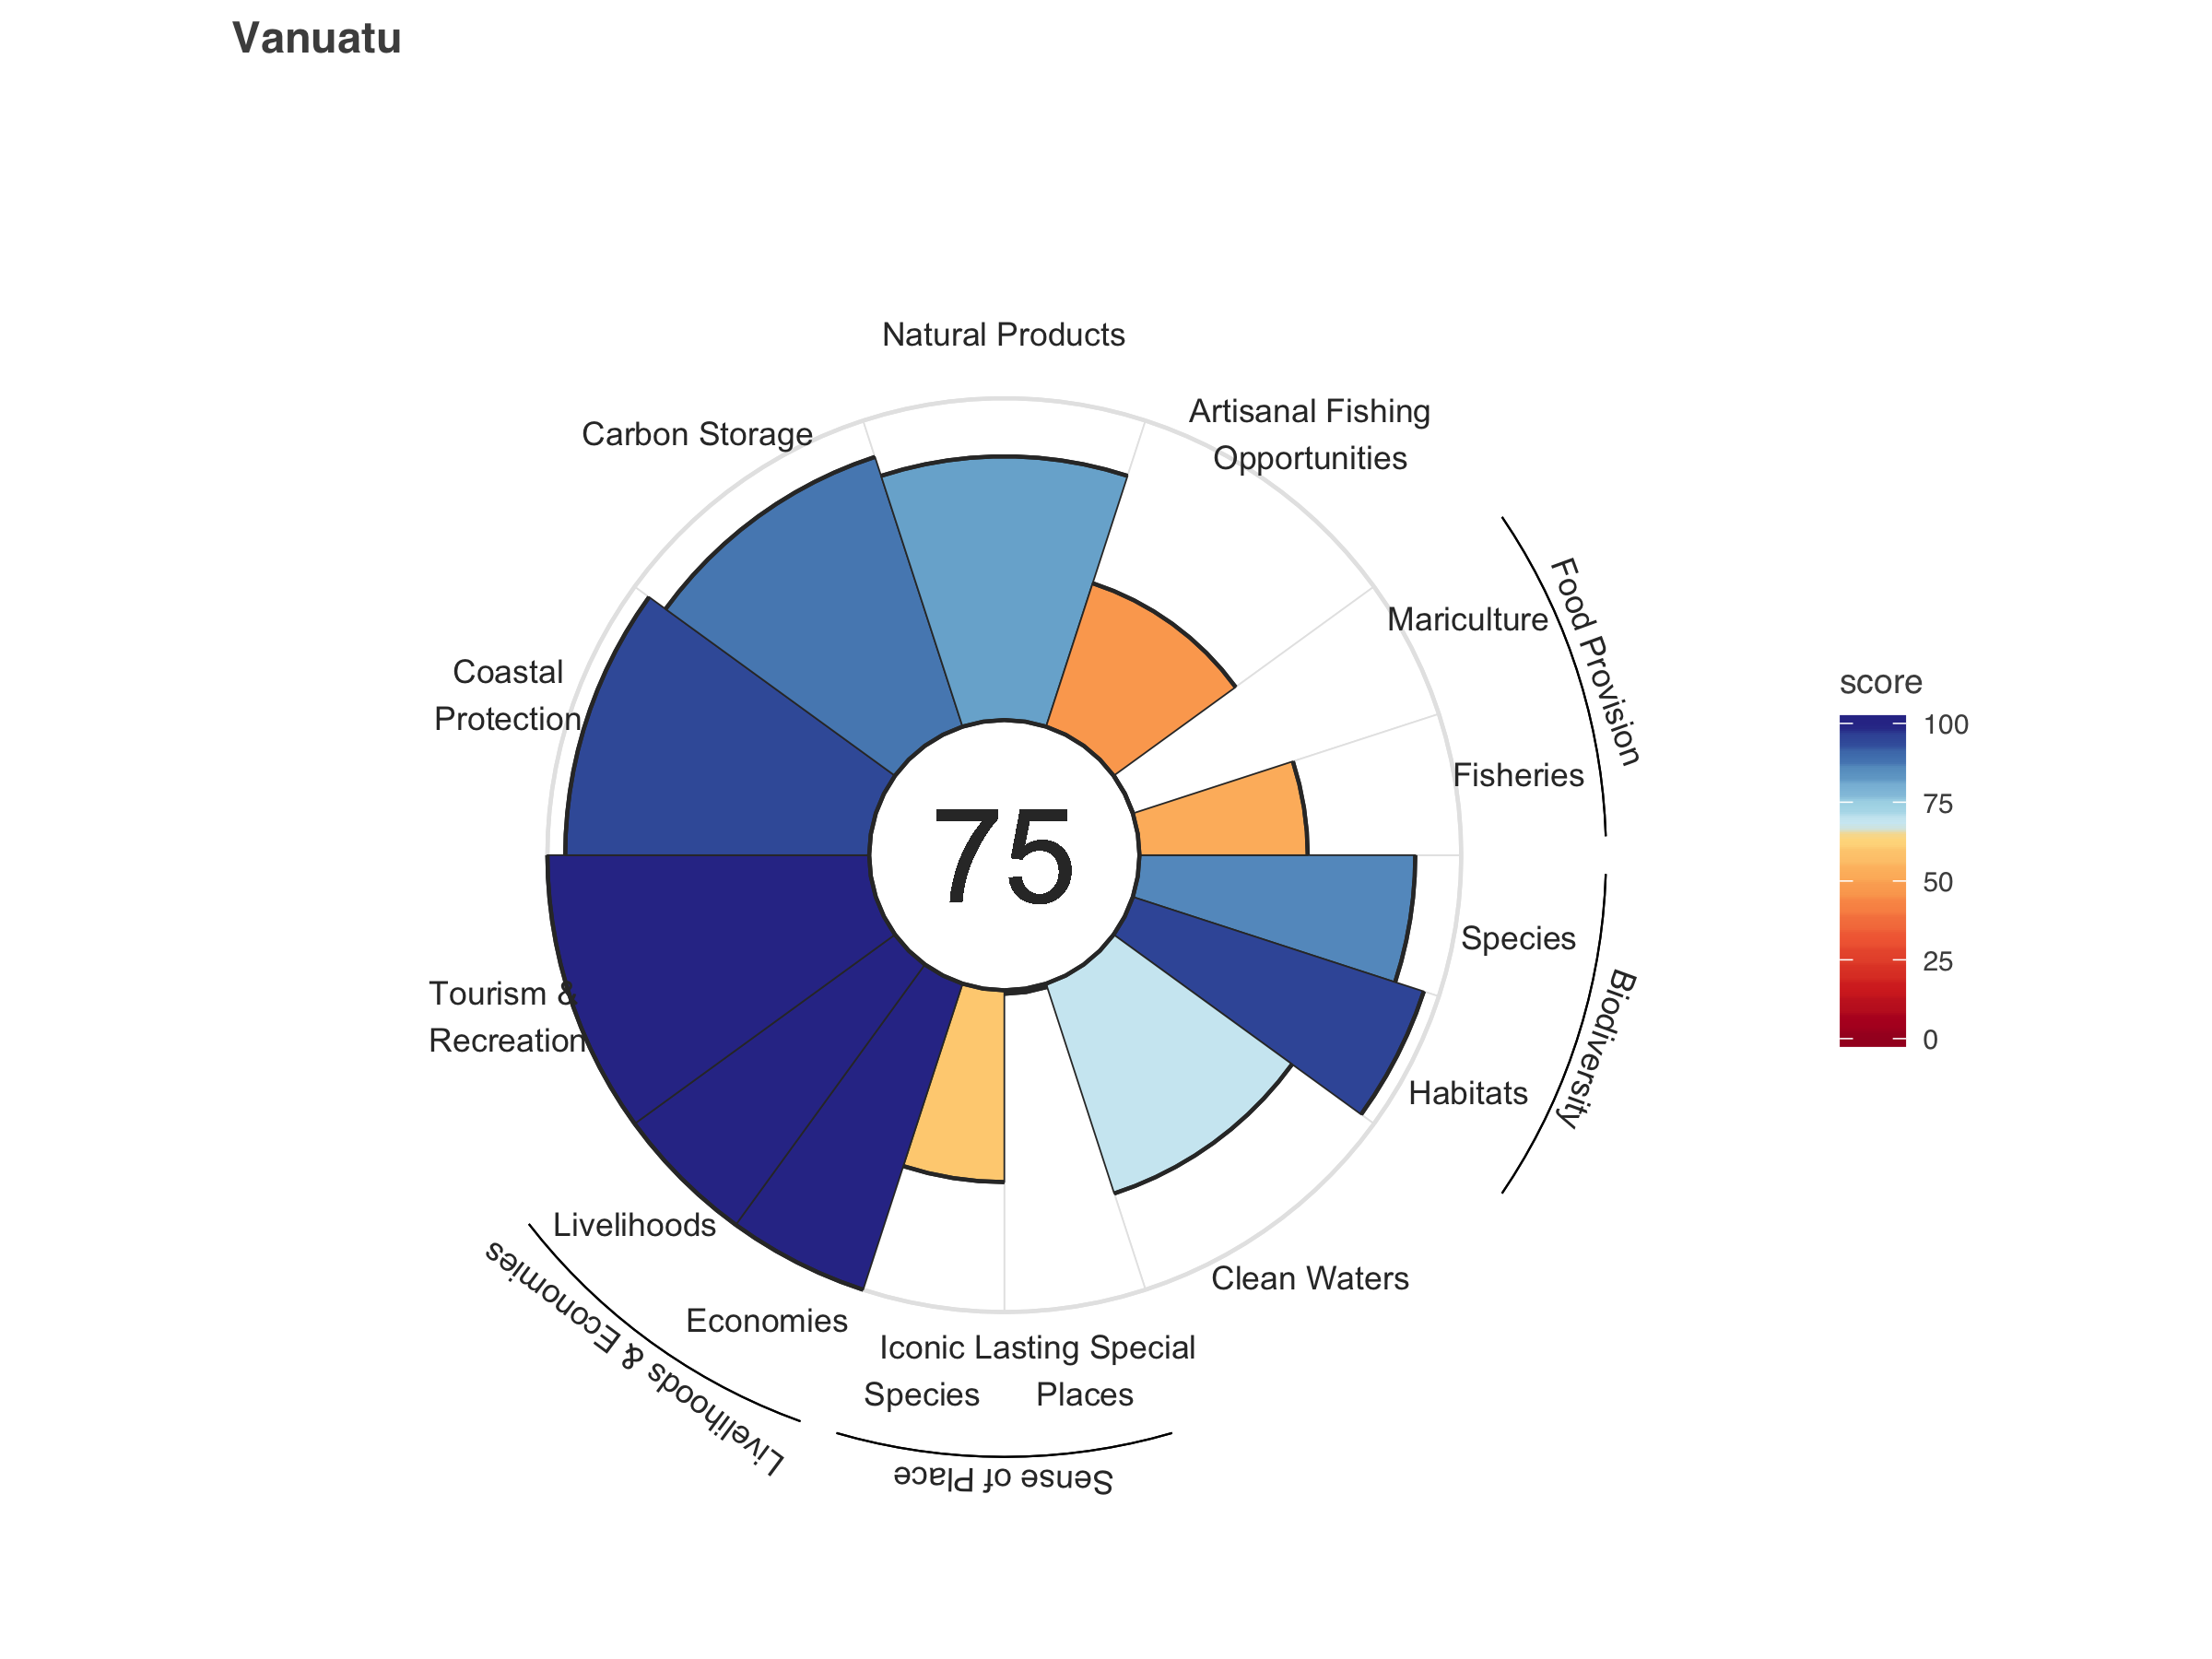 Vanuatu
Natural Products
Artisanal Fishing
Opportunities
Carbon Storage
Mariculture
Food Provision
Coastal
Protection
Fisheries
75
Species
Biodiversity
Tourism &
Recreation
Habitats
Livelihoods
Clean Waters
Economies
Iconic
Species
Lasting Special
Places
Livelihoods & Economies
Sense of Place
score
100
75
50
25
0